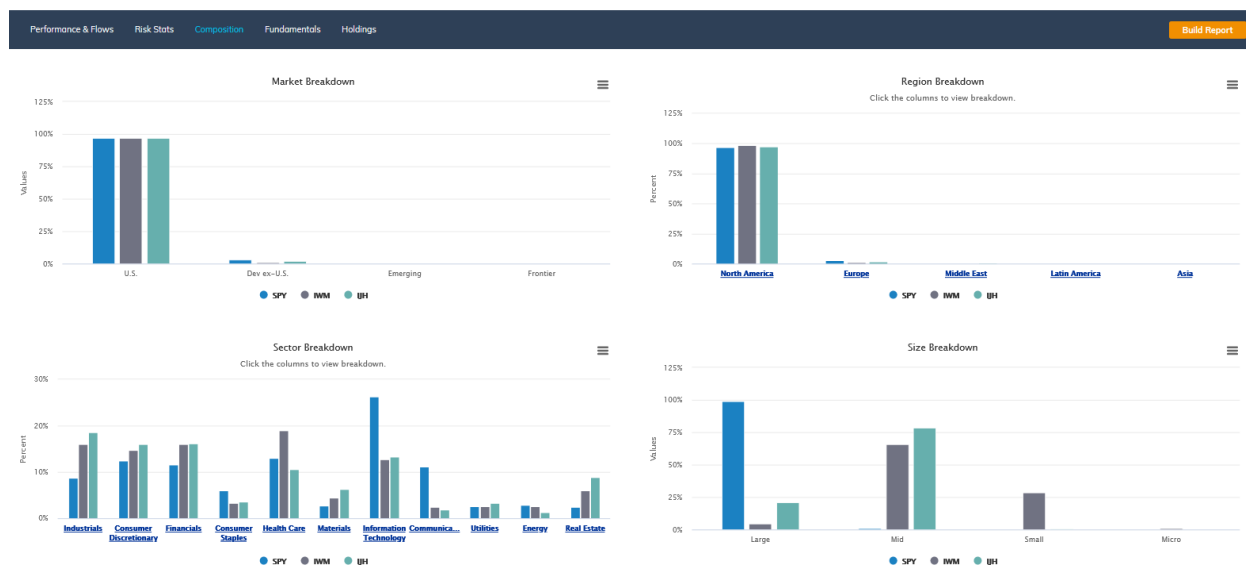 Performance & Flows Risk Stats Composition Fundamentals Holdings Build Report
Market Breakdown
125%
100%
75%
50%
25%
0%
Values
U.S. Dev ex-U.S. Emerging Frontier
SPY IWM IJH
Region Breakdown
Click the columns to view breakdown.
125%
100%
75%
50%
25%
0%
Percent
North America Europe Middle East Latin America Asia
SPY IWM IJH
Sector Breakdown
Click the columns to view breakdown.
30%
20%
10%
0%
Percent
Industrials Consumer Financials Consumer Health Care Materials Information Communica... Utilities Energy Real Estate
Discretionary Staples Technology
SPY IWM IJH
Size Breakdown
125%
100%
75%
50%
25%
0%
Values
Large Mid Small Micro
SPY IWM IJH